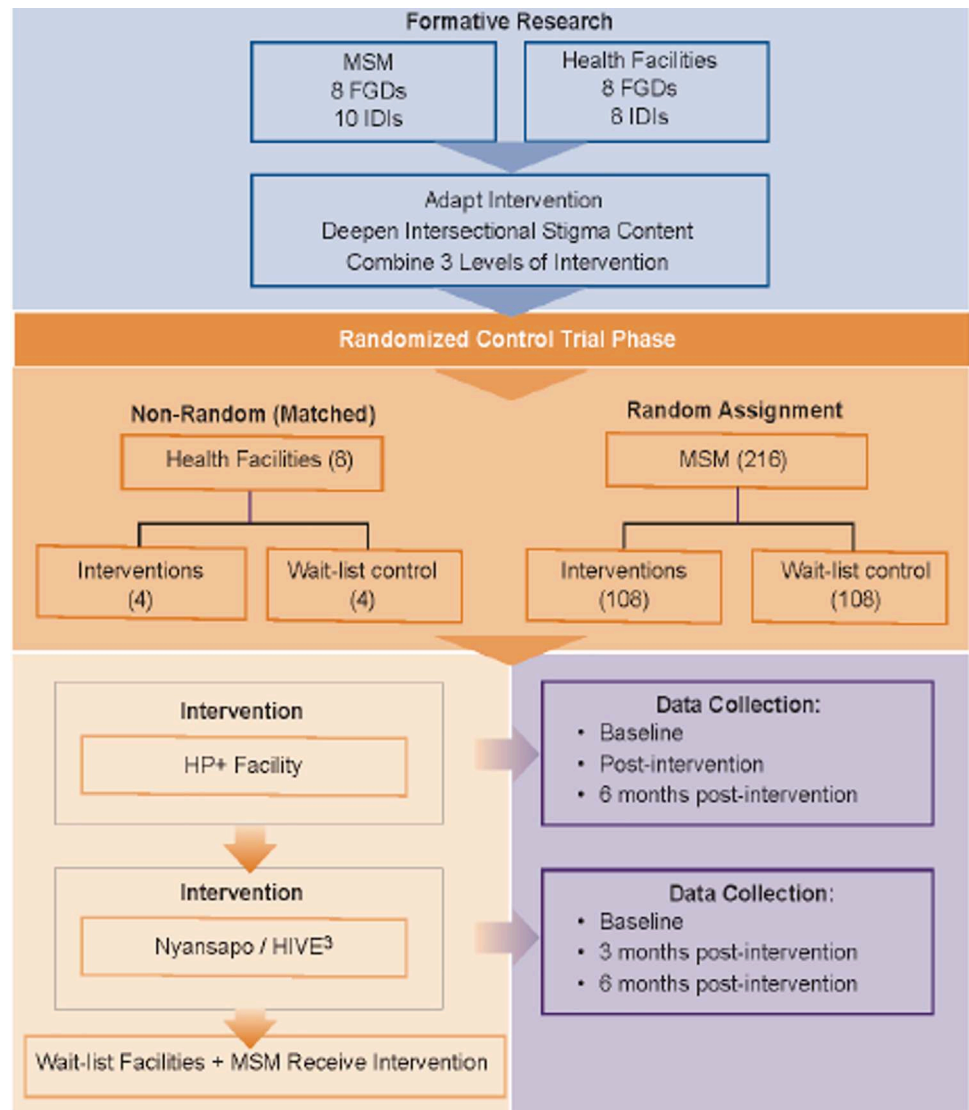 Formative Research
MSM
8 FGDs
10 IDIs
Health Facilities
8 FGDs
8 IDIs
Adapt Intervention
Deepen Intersectional Stigma Content
Combine 3 Levels of Intervention
Randomized Control Trial Phase
Non-Random (Matched)
Health Facilities (8)
Interventions
(4)
Wait-list control
(4)
Random Assignment
MSM (216)
Interventions
(108)
Wait-list control
(108)
Intervention
HP+ Facility
Data Collection:
• Baseline
• Post-intervention
• 6 months post-intervention
Intervention
Nyansapo / HIVE³
Data Collection:
• Baseline
• 3 months post-intervention
• 6 months post-intervention
Wait-list Facilities + MSM Receive Intervention